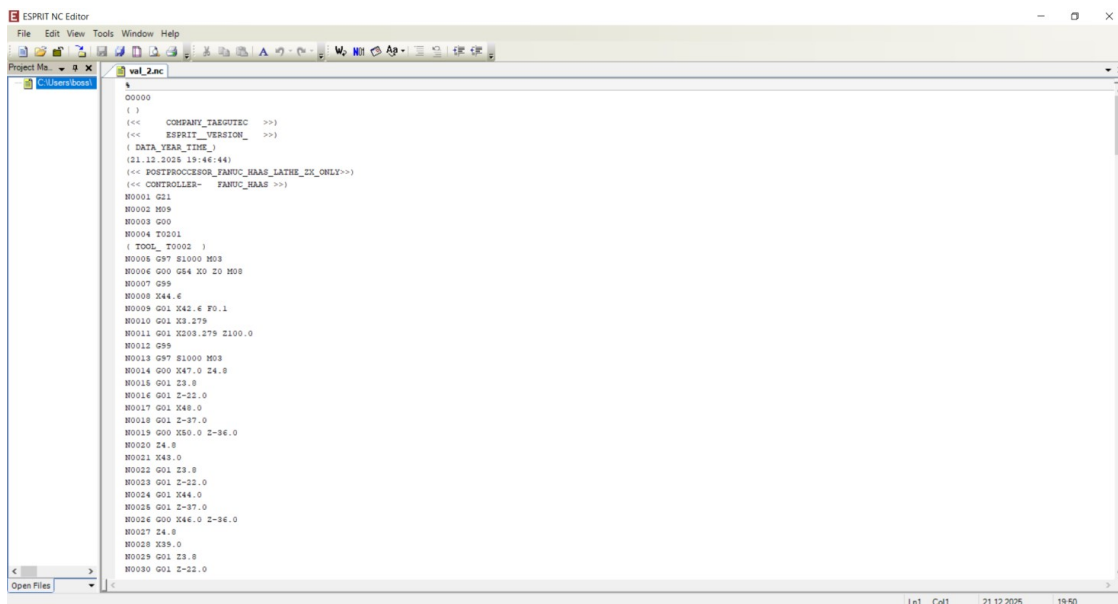 ESPRIT NC Editor
File Edit View Tools Window Help
Project Ma...
val_2.nc
C:\Users\boss\
%
O0000
( )
(<< COMPANY_TAEGUTEC >>)
(<< ESPRIT__VERSION_ >>)
( DATA_YEAR_TIME_)
(21.12.2025 19:46:44)
(<< POSTPROCCESOR_FANUC_HAAS_LATHE_ZX_ONLY>>)
(<< CONTROLLER- FANUC_HAAS >>)
N0001 G21
N0002 M09
N0003 G00
N0004 T0201
( TOOL_ T0002 )
N0005 G97 S1000 M03
N0006 G00 G54 X0 Z0 M08
N0007 G99
N0008 X44.6
N0009 G01 X42.6 F0.1
N0010 G01 X3.279
N0011 G01 X203.279 Z100.0
N0012 G99
N0013 G97 S1000 M03
N0014 G00 X47.0 Z4.8
N0015 G01 Z3.8
N0016 G01 Z-22.0
N0017 G01 X48.0
N0018 G01 Z-37.0
N0019 G00 X50.0 Z-36.0
N0020 Z4.8
N0021 X43.0
N0022 G01 Z3.8
N0023 G01 Z-22.0
N0024 G01 X44.0
N0025 G01 Z-37.0
N0026 G00 X46.0 Z-36.0
N0027 Z4.8
N0028 X39.0
N0029 G01 Z3.8
N0030 G01 Z-22.0
Open Files
Ln1 Col1 21.12.2025 19:50